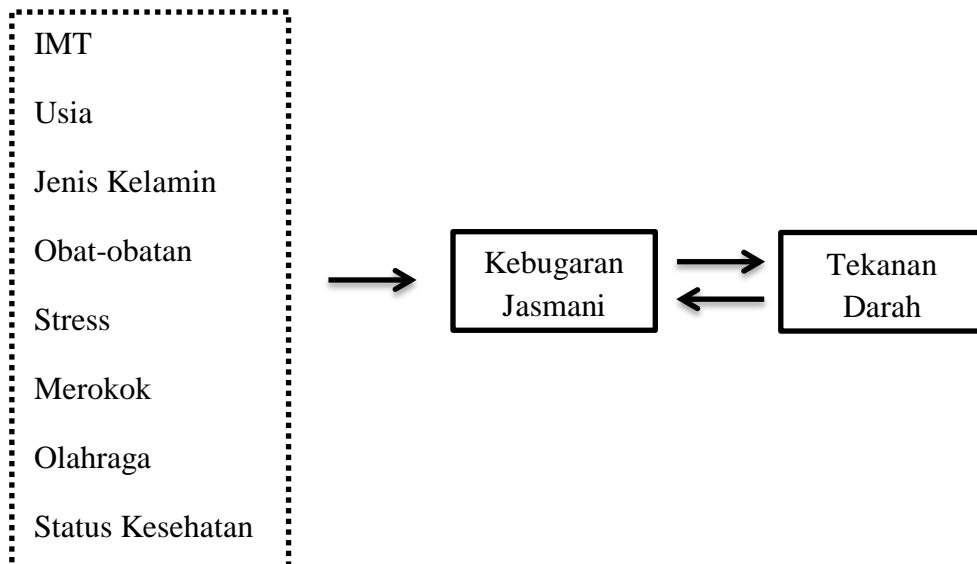 IMT
Usia
Jenis Kelamin
Obat-obatan
Stress
Merokok
Olahraga
Status Kesehatan
Kebugaran
Jasmani
Tekanan
Darah